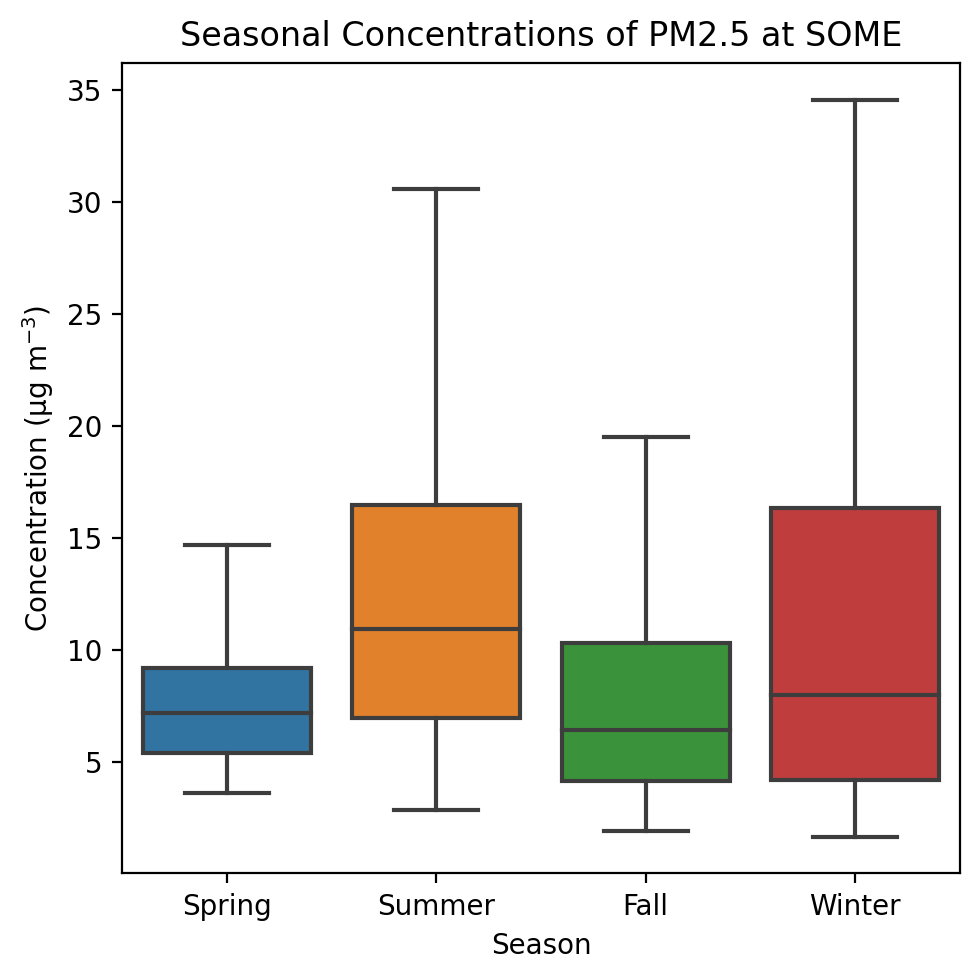 Seasonal Concentrations of PM2.5 at SOME
Concentration (µg m⁻³)
35
30
25
20
15
10
5
Spring Summer Fall Winter
Season